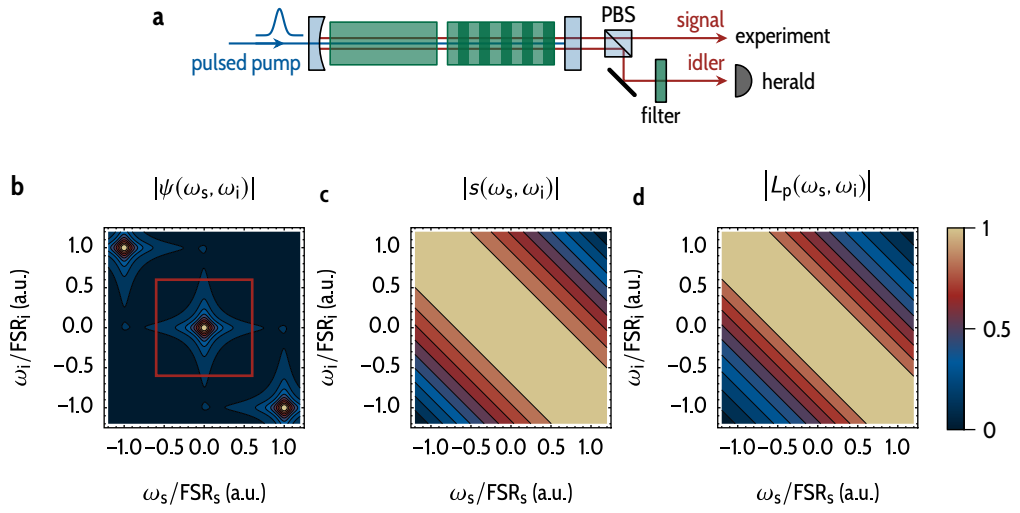 a
pulsed pump
PBS
signal
experiment
idler
herald
filter
b
|ψ(ωs, ωi)|
c
|s(ωs, ωi)|
d
|Lp(ωs, ωi)|
ωi/FSRi (a.u.)
1.0
0.5
0.0
−0.5
−1.0
−1.0 −0.5 0.0 0.5 1.0
ωs/FSRs (a.u.)
ωi/FSRi (a.u.)
1.0
0.5
0.0
−0.5
−1.0
−1.0 −0.5 0.0 0.5 1.0
ωs/FSRs (a.u.)
ωi/FSRi (a.u.)
1.0
0.5
0.0
−0.5
−1.0
−1.0 −0.5 0.0 0.5 1.0
ωs/FSRs (a.u.)
1
0.5
0